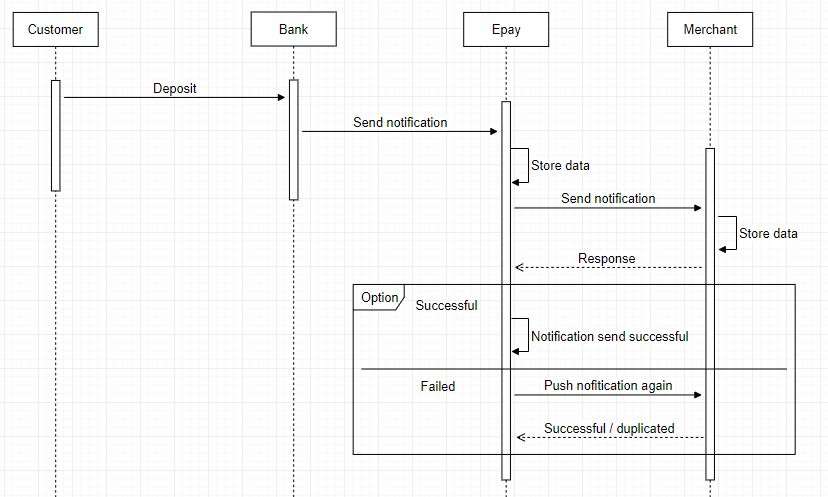 Customer
Bank
Epay
Merchant
Deposit
Send notification
Store data
Send notification
Store data
Response
Option
Successful
Notification send successful
Failed
Push nofitication again
Successful / duplicated